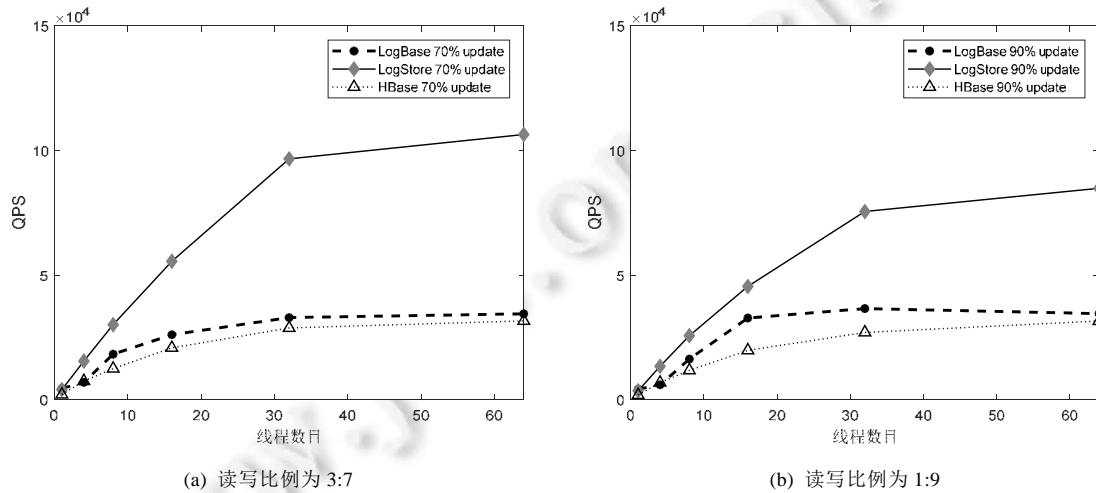 ×10⁴
15
LogBase 70% update
LogStore 70% update
HBase 70% update
10
QPS
5
0
0 10 20 30 40 50 60
线程数目
(a) 读写比例为 3:7
×10⁴
15
LogBase 90% update
LogStore 90% update
HBase 90% update
10
QPS
5
0
0 10 20 30 40 50 60
线程数目
(b) 读写比例为 1:9